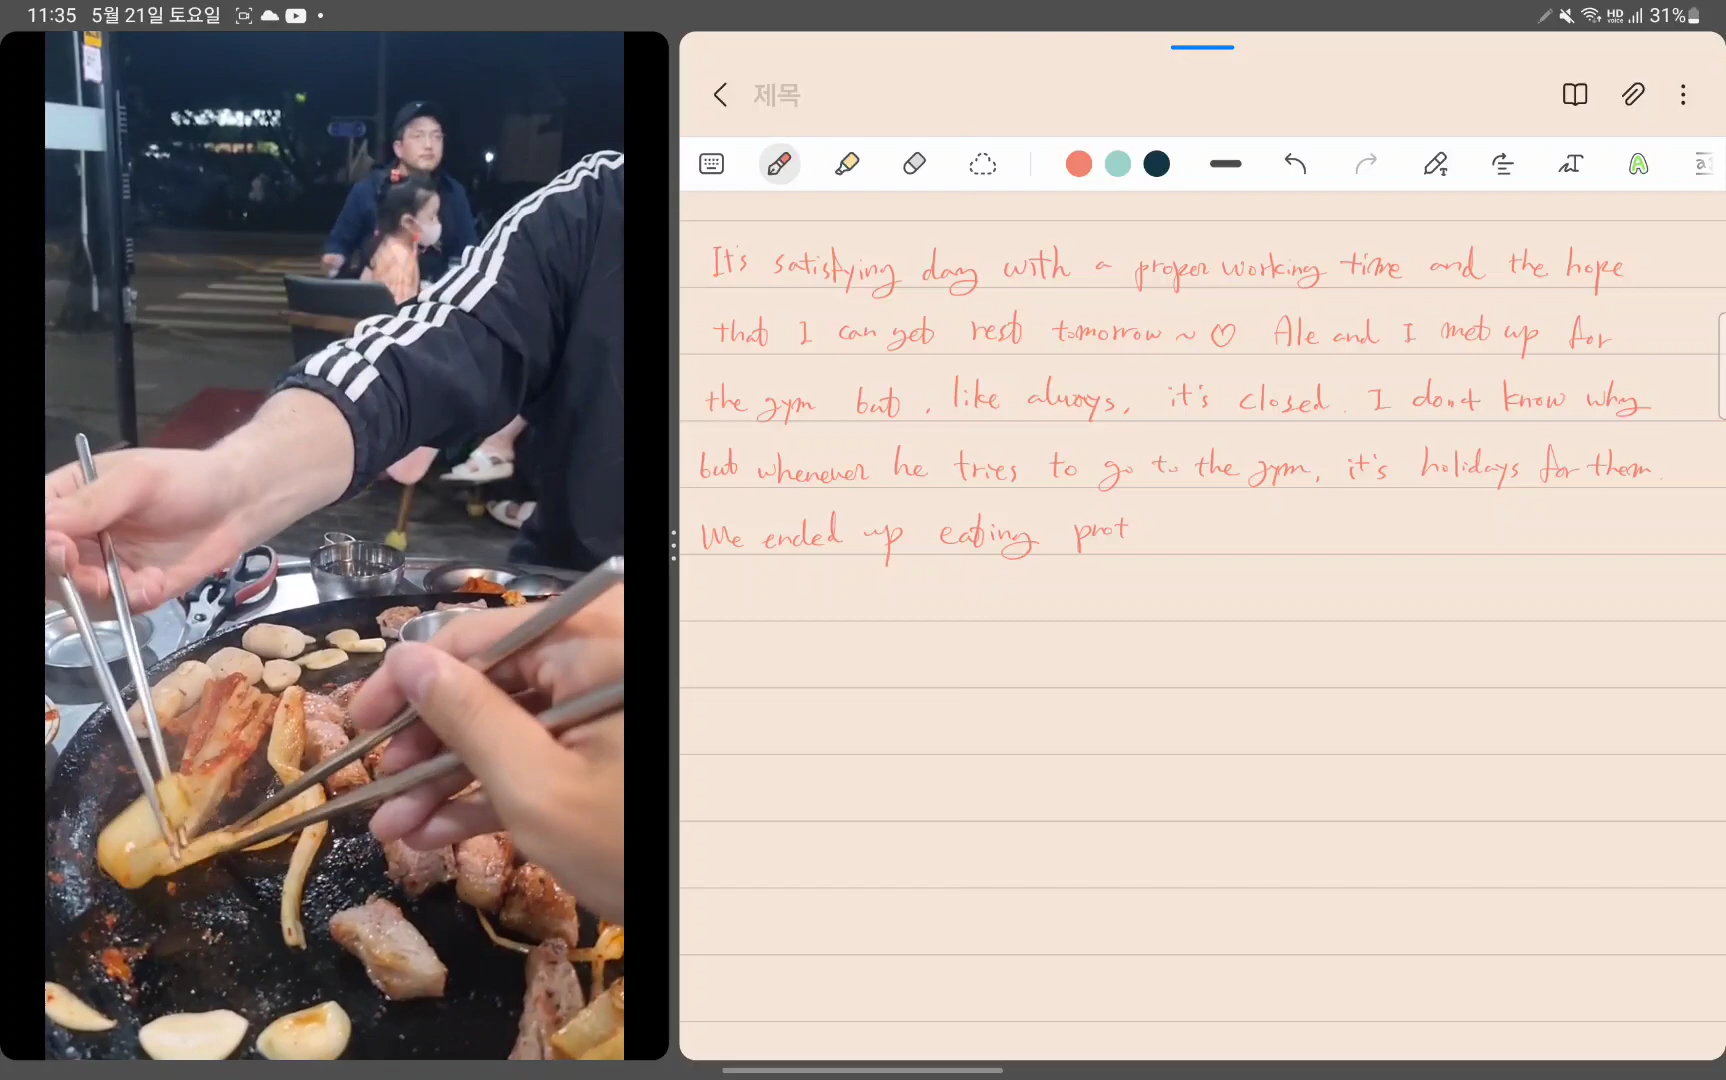 11:35 5월 21일 토요일
HD voice 31%
제목
It's satisfying day with a proper working time and the hope
that I can get rest tomorrow ~ ♡ Ale and I met up for
the gym but, like always, it's closed. I don't know why
but whenever he tries to go to the gym, it's holidays for them.
We ended up eating prot